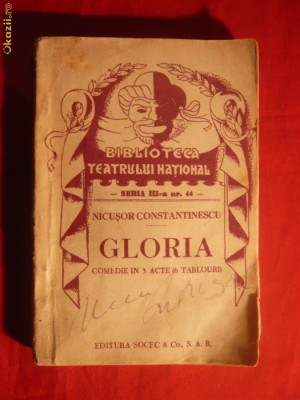 Okazii.ro
BIBLIOTECA
TEATRULUI NAȚIONAL
SERIA III-a nr. 44
NICUȘOR CONSTANTINESCU
GLORIA
COMEDIE IN 3 ACTE (6 TABLOURI)
EDITURA SOCEC & Co., S. A. R.